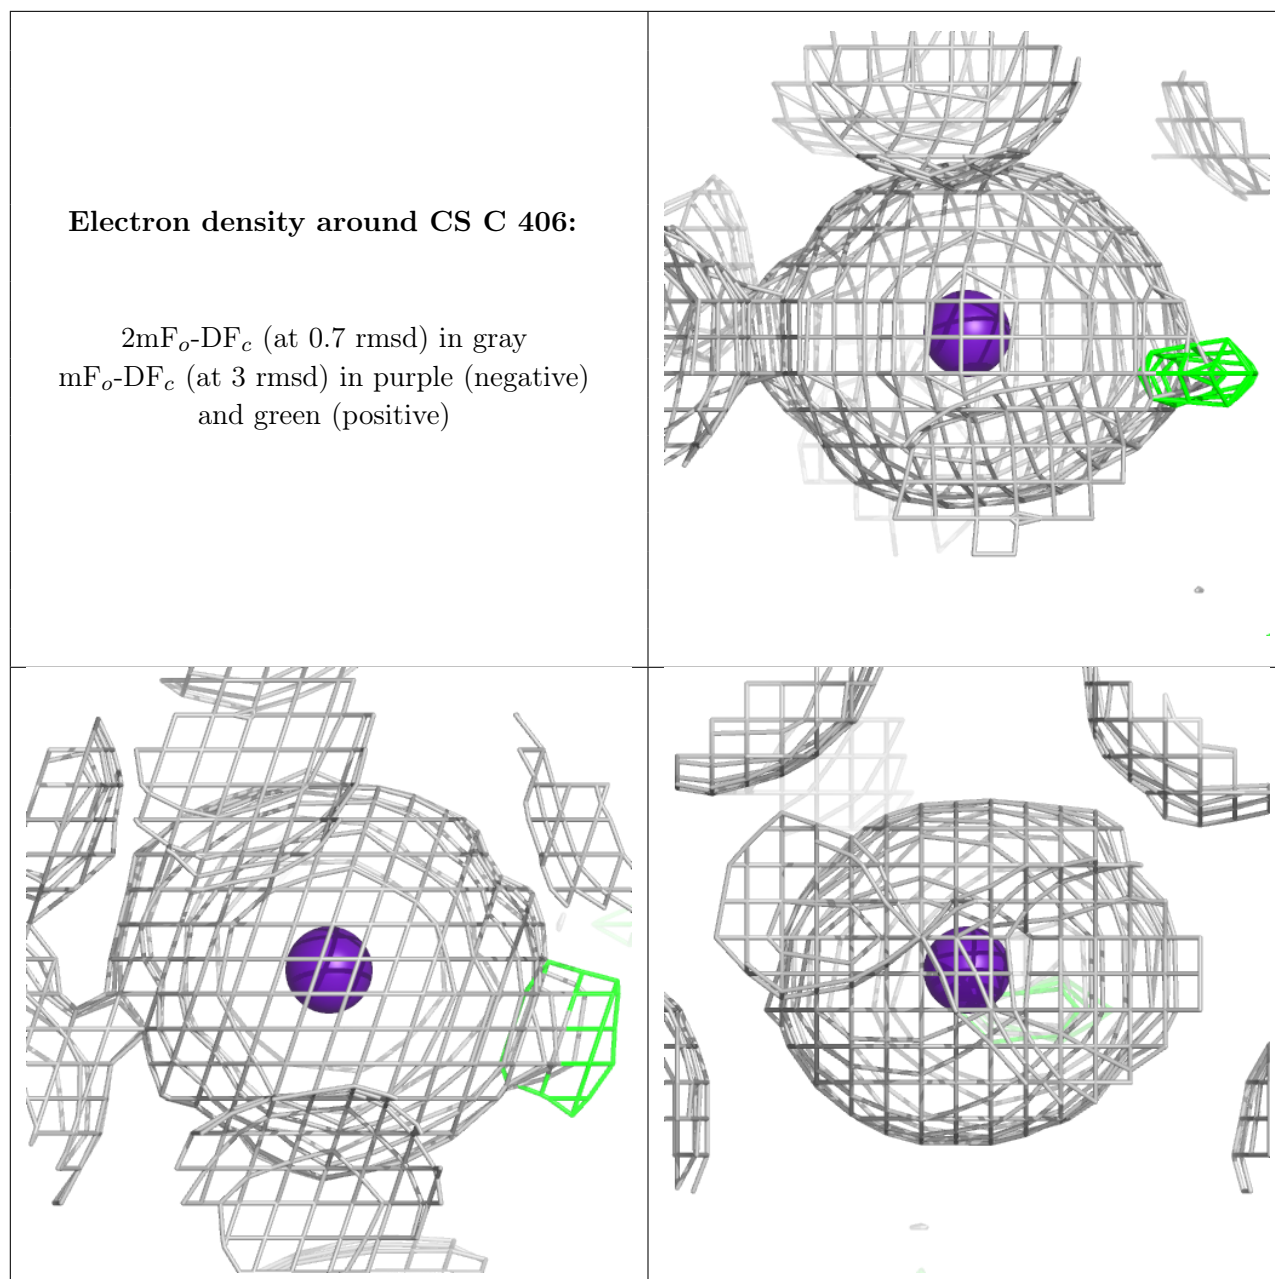 Electron density around CS C 406:
2mFo-DFc (at 0.7 rmsd) in gray
mFo-DFc (at 3 rmsd) in purple (negative)
and green (positive)